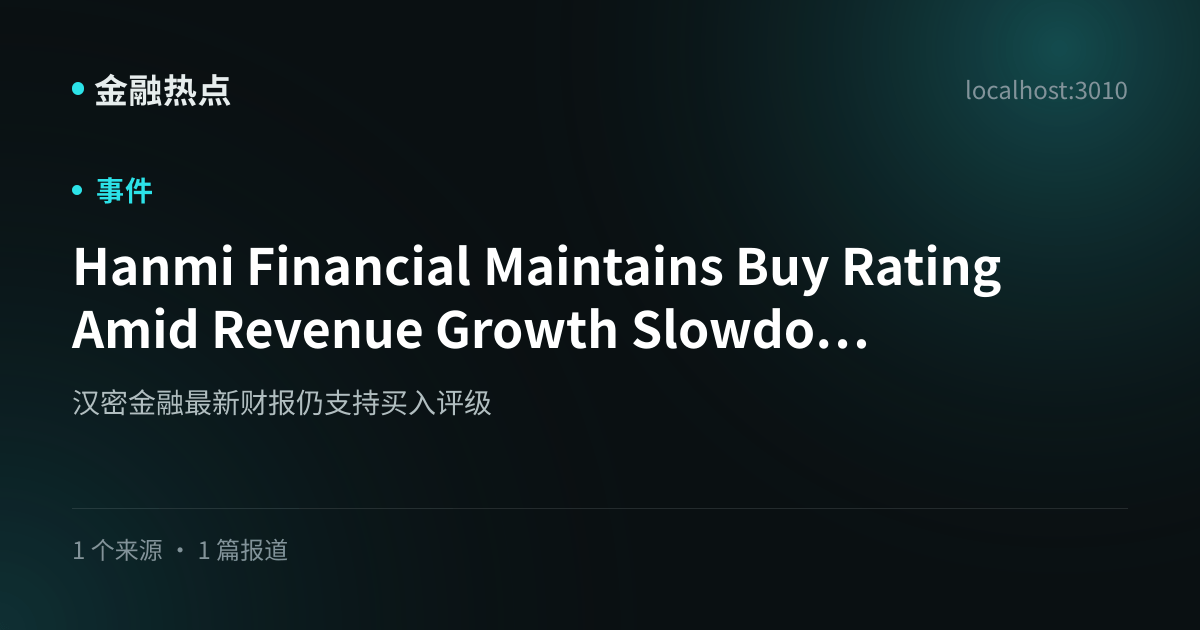 金融热点
localhost:3010
事件
Hanmi Financial Maintains Buy Rating
Amid Revenue Growth Slowdo…
汉密金融最新财报仍支持买入评级
1 个来源 · 1 篇报道